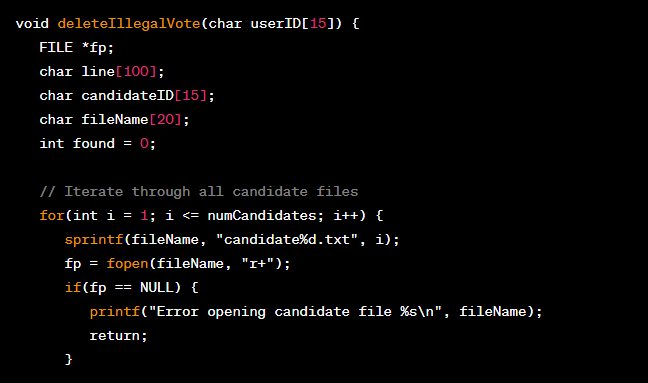 void deleteIllegalVote(char userID[15]) {
   FILE *fp;
   char line[100];
   char candidateID[15];
   char fileName[20];
   int found = 0;

   // Iterate through all candidate files
   for(int i = 1; i <= numCandidates; i++) {
      sprintf(fileName, "candidate%d.txt", i);
      fp = fopen(fileName, "r+");
      if(fp == NULL) {
         printf("Error opening candidate file %s\n", fileName);
         return;
      }